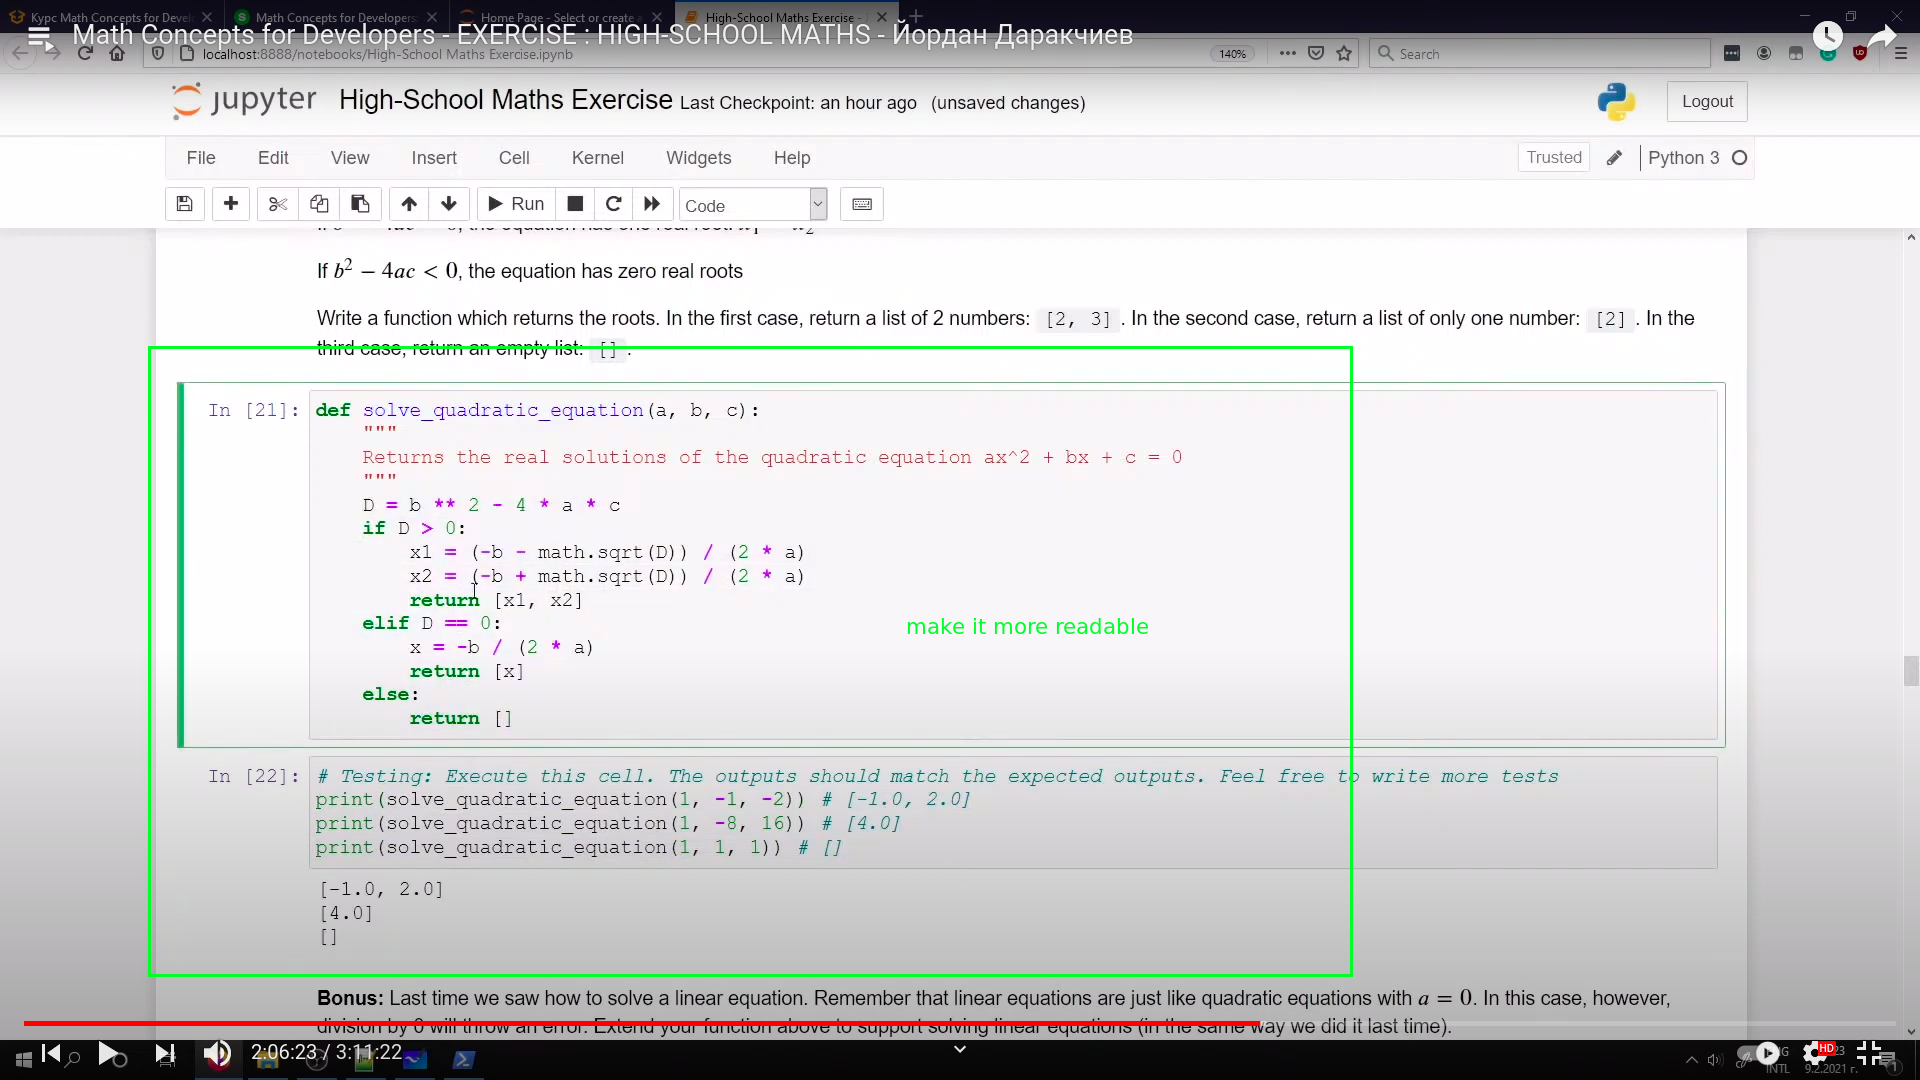 Курс Math Concepts for Devel
Math Concepts for Developers
Home Page - Select or create a
High-School Maths Exercise -
Math Concepts for Developers - EXERCISE : HIGH-SCHOOL MATHS - Йордан Даракчиев
localhost:8888/notebooks/High-School Maths Exercise.ipynb
140%
Search
jupyter High-School Maths Exercise Last Checkpoint: an hour ago (unsaved changes)
Logout
File Edit View Insert Cell Kernel Widgets Help
Trusted
Python 3
Run
Code
If b² − 4ac < 0, the equation has zero real roots
Write a function which returns the roots. In the first case, return a list of 2 numbers: [2, 3] . In the second case, return a list of only one number: [2] . In the
third case, return an empty list: [] .
In [21]: def solve_quadratic_equation(a, b, c):
"""
Returns the real solutions of the quadratic equation ax^2 + bx + c = 0
"""
D = b ** 2 - 4 * a * c
if D > 0:
x1 = (-b - math.sqrt(D)) / (2 * a)
x2 = (-b + math.sqrt(D)) / (2 * a)
return [x1, x2]
elif D == 0:
make it more readable
x = -b / (2 * a)
return [x]
else:
return []
In [22]: # Testing: Execute this cell. The outputs should match the expected outputs. Feel free to write more tests
print(solve_quadratic_equation(1, -1, -2)) # [-1.0, 2.0]
print(solve_quadratic_equation(1, -8, 16)) # [4.0]
print(solve_quadratic_equation(1, 1, 1)) # []
[-1.0, 2.0]
[4.0]
[]
Bonus: Last time we saw how to solve a linear equation. Remember that linear equations are just like quadratic equations with a = 0. In this case, however,
division by 0 will throw an error. Extend your function above to support solving linear equations (in the same way we did it last time).
2:06:23 / 3:11:22
HD
INTL
9.2.2021 г.